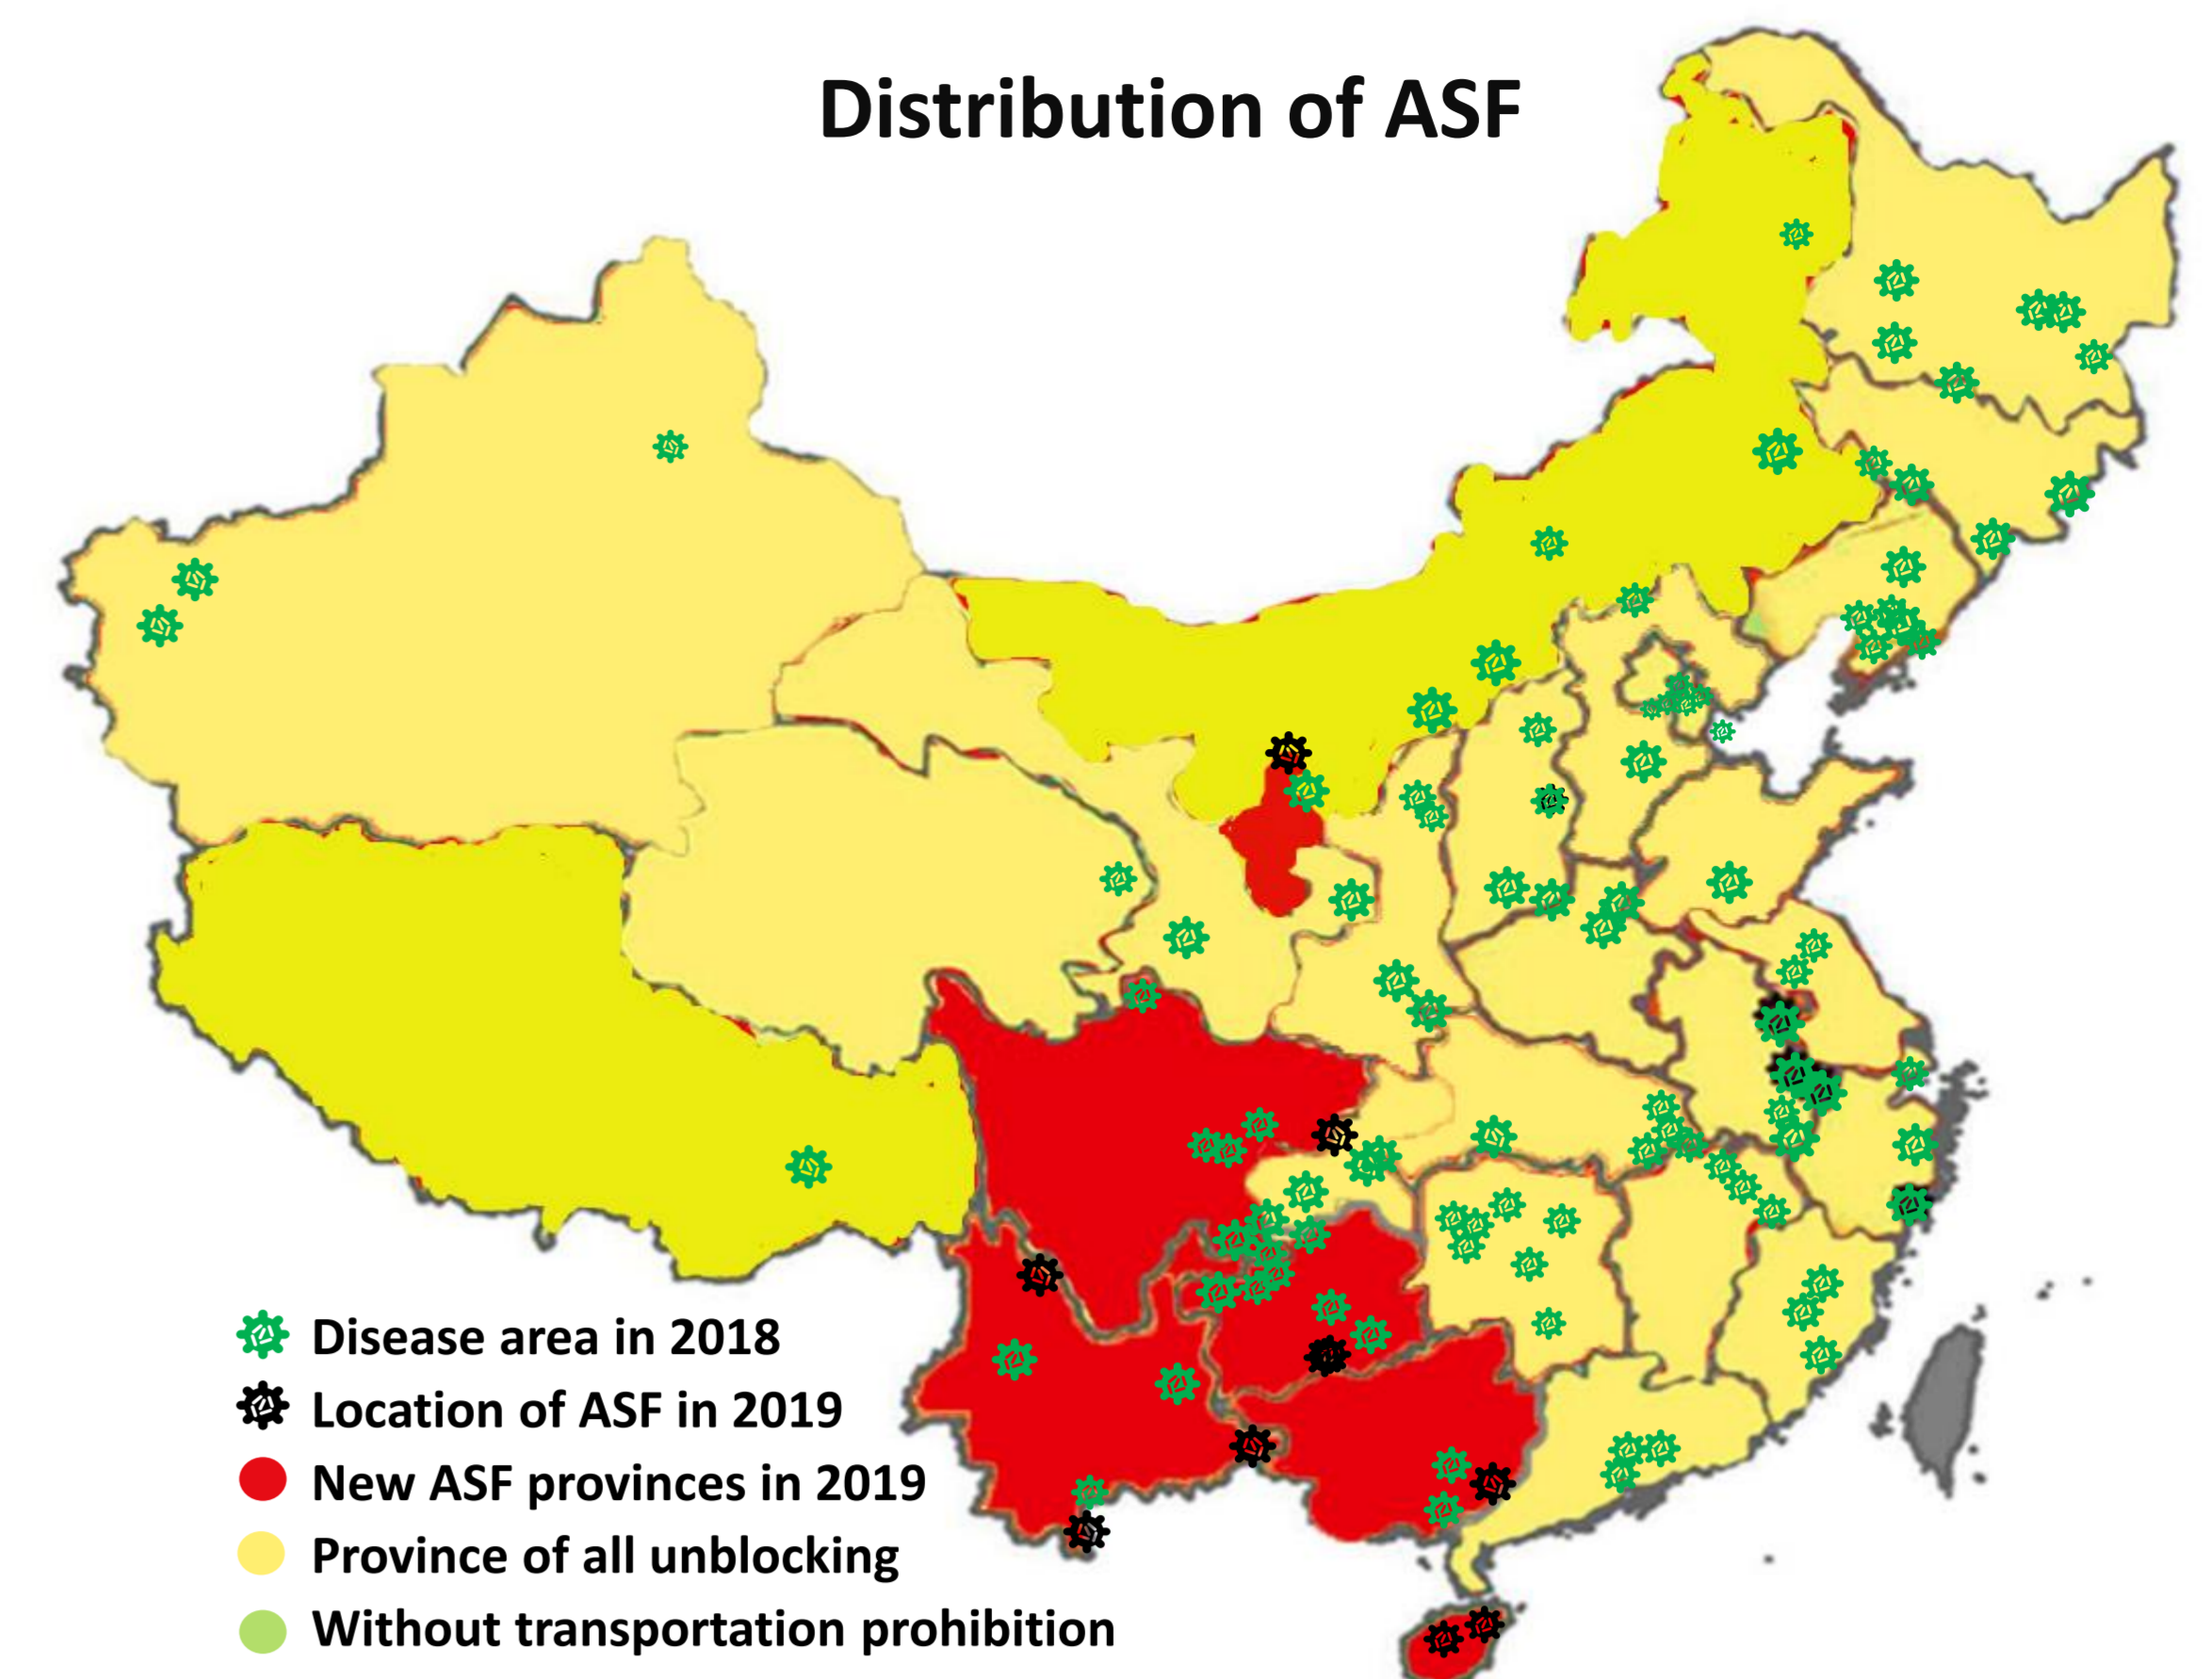 Distribution of ASF
Disease area in 2018
Location of ASF in 2019
New ASF provinces in 2019
Province of all unblocking
Without transportation prohibition